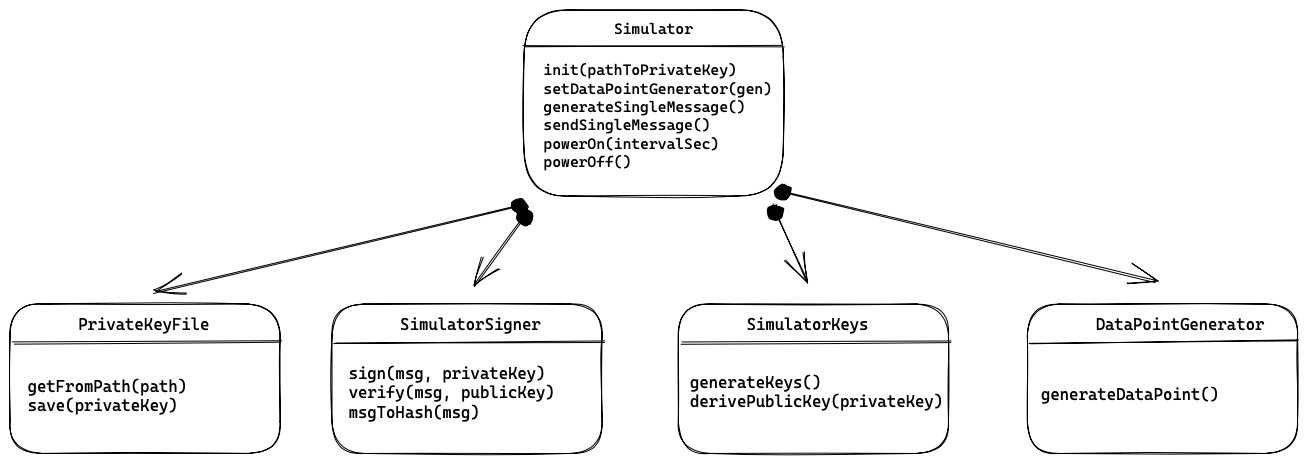 Simulator
init(pathToPrivateKey)
setDataPointGenerator(gen)
generateSingleMessage()
sendSingleMessage()
powerOn(intervalSec)
powerOff()
PrivateKeyFile
getFromPath(path)
save(privateKey)
SimulatorSigner
sign(msg, privateKey)
verify(msg, publicKey)
msgToHash(msg)
SimulatorKeys
generateKeys()
derivePublicKey(privateKey)
DataPointGenerator
generateDataPoint()